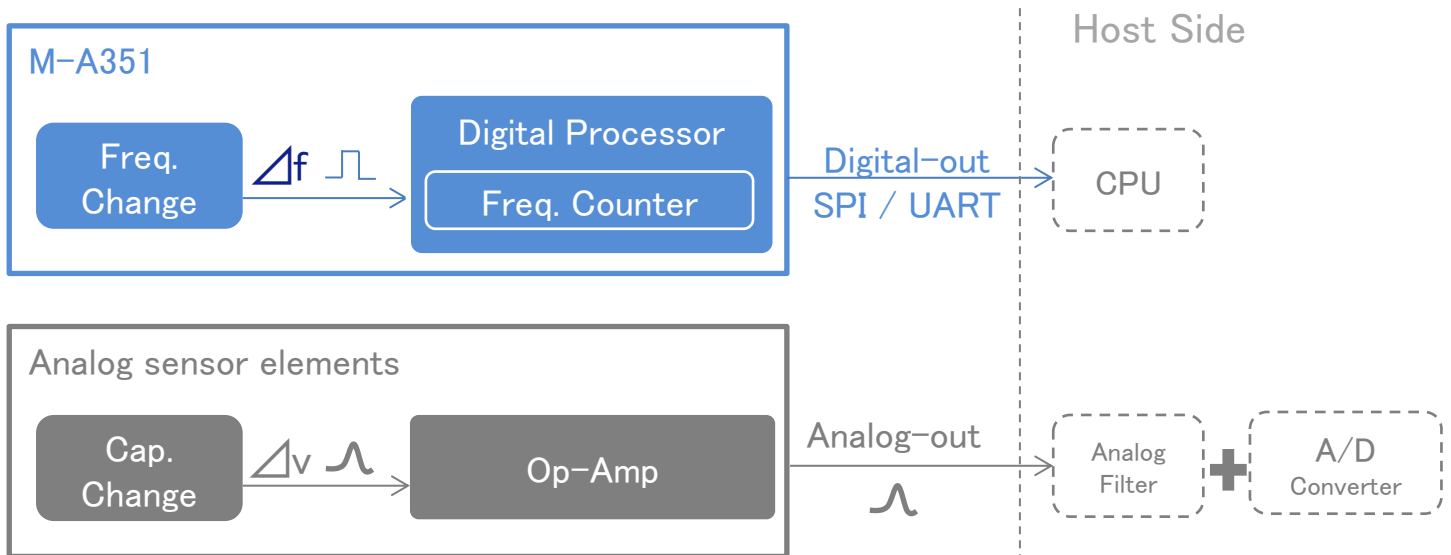 Host Side
M-A351
Freq.
Change
⊿f
Digital Processor
Freq. Counter
Digital-out
SPI / UART
CPU
Analog sensor elements
Cap.
Change
⊿v
Op-Amp
Analog-out
Analog
Filter
+
A/D
Converter